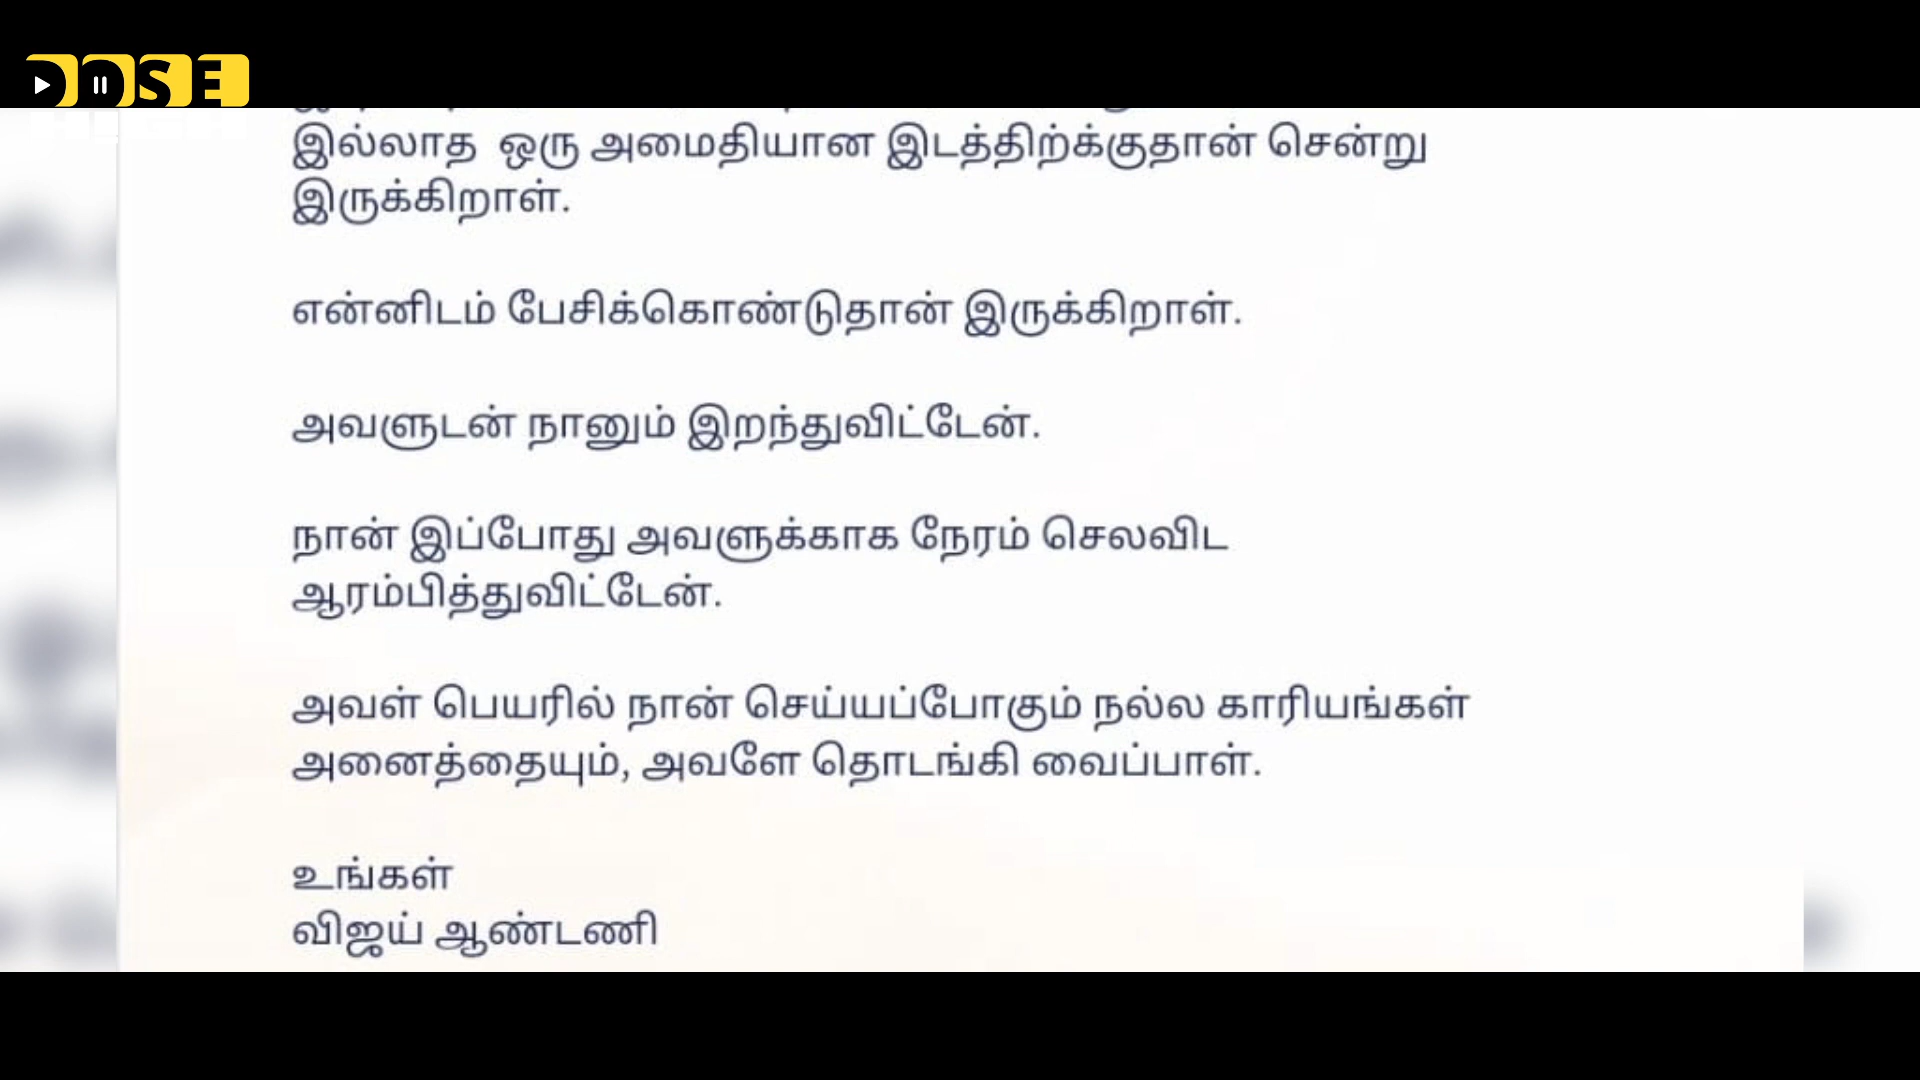 DOSE
இல்லாத ஒரு அமைதியான இடத்திற்க்குதான் சென்று
இருக்கிறாள்.
என்னிடம் பேசிக்கொண்டுதான் இருக்கிறாள்.
அவளுடன் நானும் இறந்துவிட்டேன்.
நான் இப்போது அவளுக்காக நேரம் செலவிட
ஆரம்பித்துவிட்டேன்.
அவள் பெயரில் நான் செய்யப்போகும் நல்ல காரியங்கள்
அனைத்தையும், அவளே தொடங்கி வைப்பாள்.
உங்கள்
விஜய் ஆண்டணி